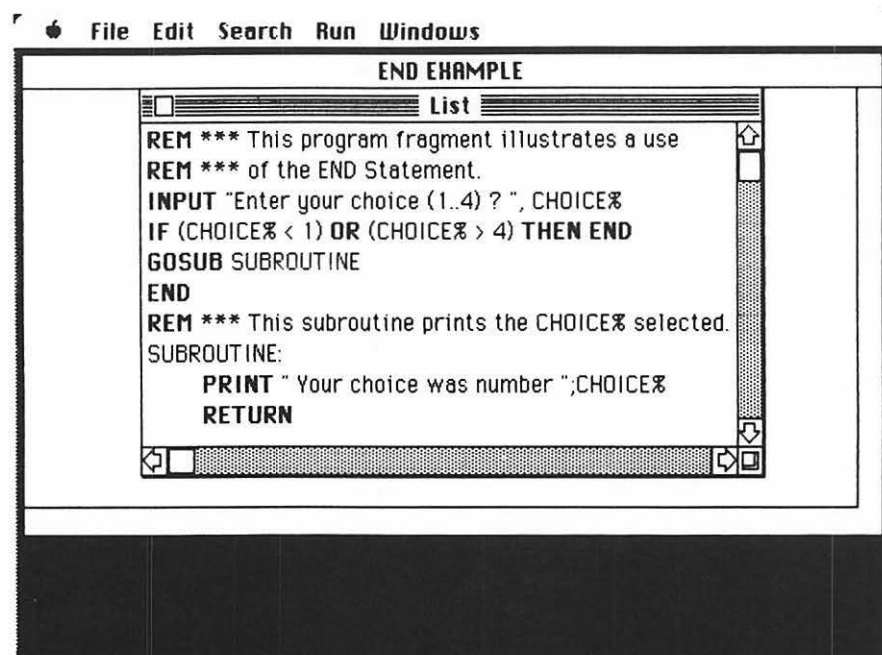 File Edit Search Run Windows
END EXAMPLE
List
REM *** This program fragment illustrates a use
REM *** of the END Statement.
INPUT "Enter your choice (1..4) ? ", CHOICE%
IF (CHOICE% < 1) OR (CHOICE% > 4) THEN END
GOSUB SUBROUTINE
END
REM *** This subroutine prints the CHOICE% selected.
SUBROUTINE:
PRINT " Your choice was number ";CHOICE%
RETURN